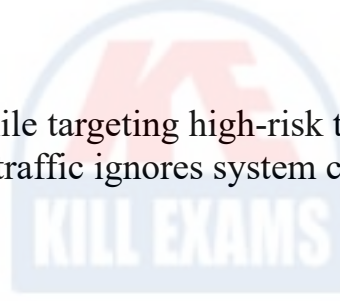 ile targeting high-risk t
traffic ignores system c
KILL EXAMS